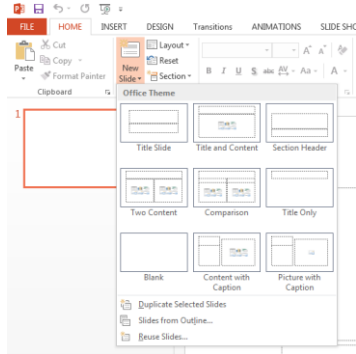 FILE HOME INSERT DESIGN Transitions ANIMATIONS SLIDE SHO
Cut
Copy
Format Painter
Paste
Clipboard
New Slide
Layout
Reset
Section
B I U S abc AV Aa A
Office Theme
Title Slide Title and Content Section Header
Two Content Comparison Title Only
Blank Content with Caption Picture with Caption
Duplicate Selected Slides
Slides from Outline...
Reuse Slides...
1